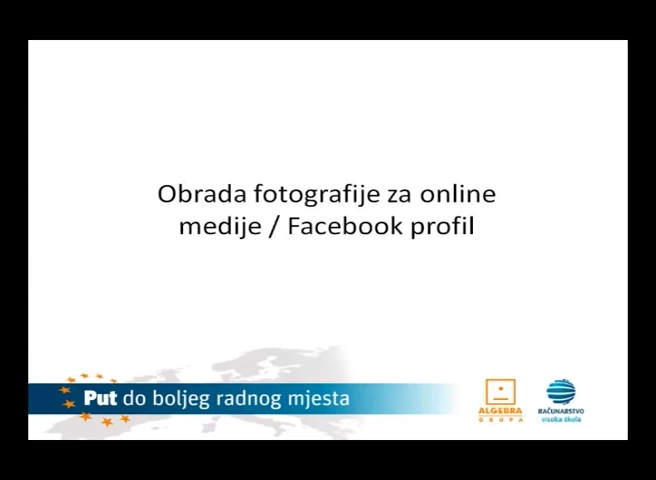 Obrada fotografije za online
medije / Facebook profil
Put do boljeg radnog mjesta
ALGEBRA
GRUPA
RAČUNARSTVO
visoka škola